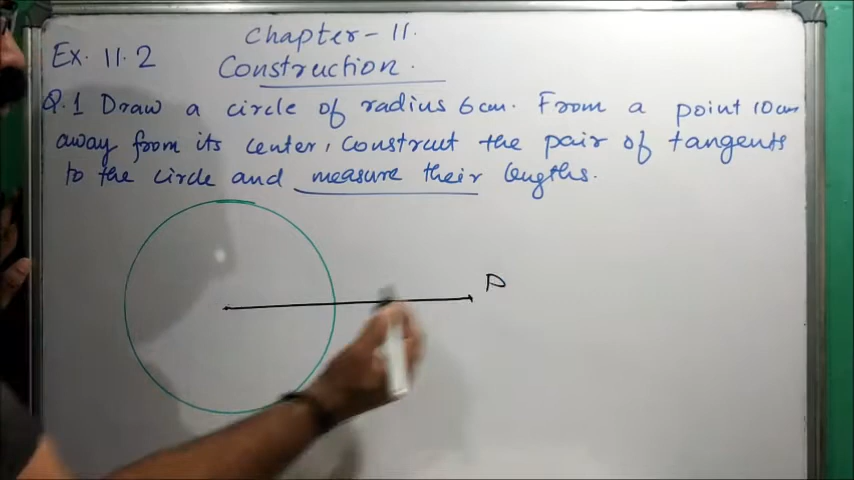 Chapter - 11.
Ex. 11.2
Construction.
Q.1 Draw a circle of radius 6cm. From a point 10cm
away from its center, construct the pair of tangents
to the circle and measure their lengths.
P